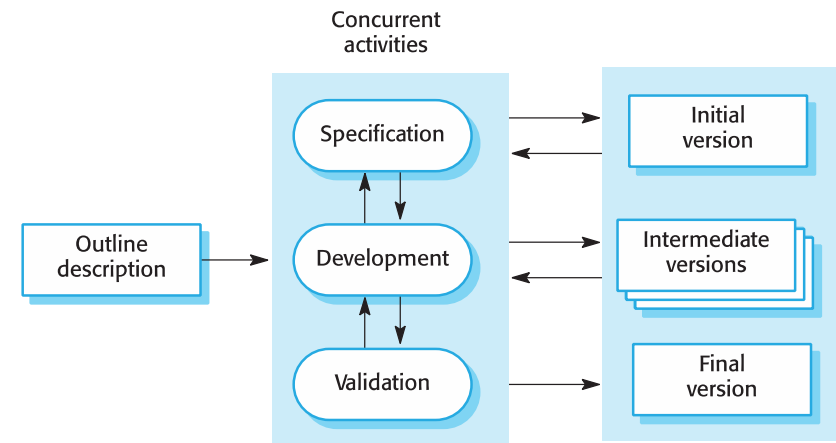 Concurrent
activities
Specification
Initial
version
Outline
description
Development
Intermediate
versions
Validation
Final
version